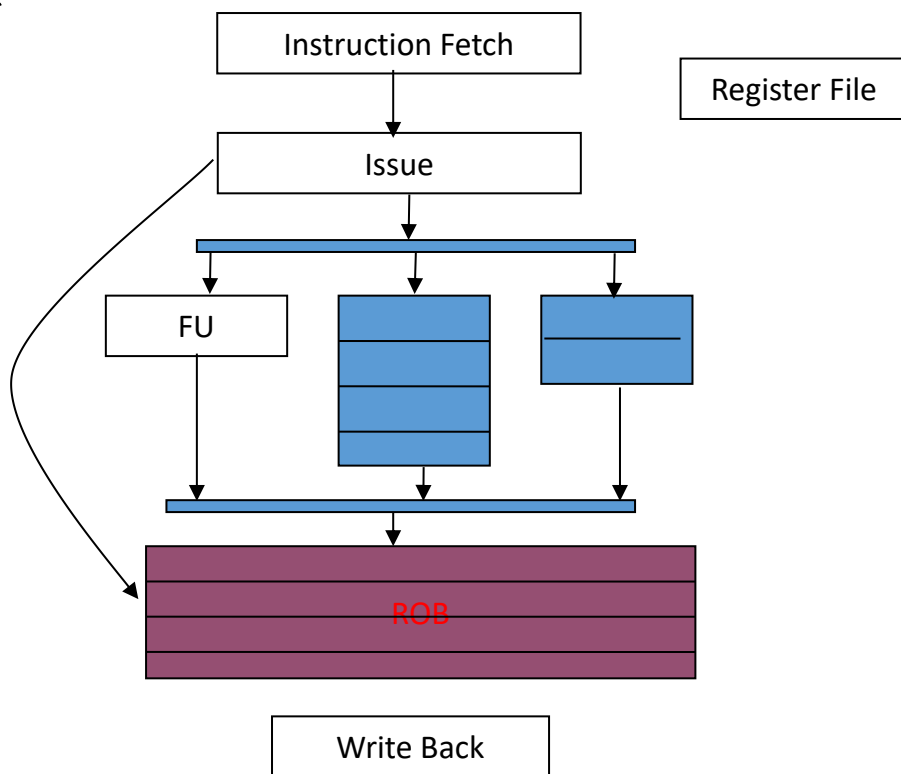 Instruction Fetch
Register File
Issue
FU
ROB
Write Back